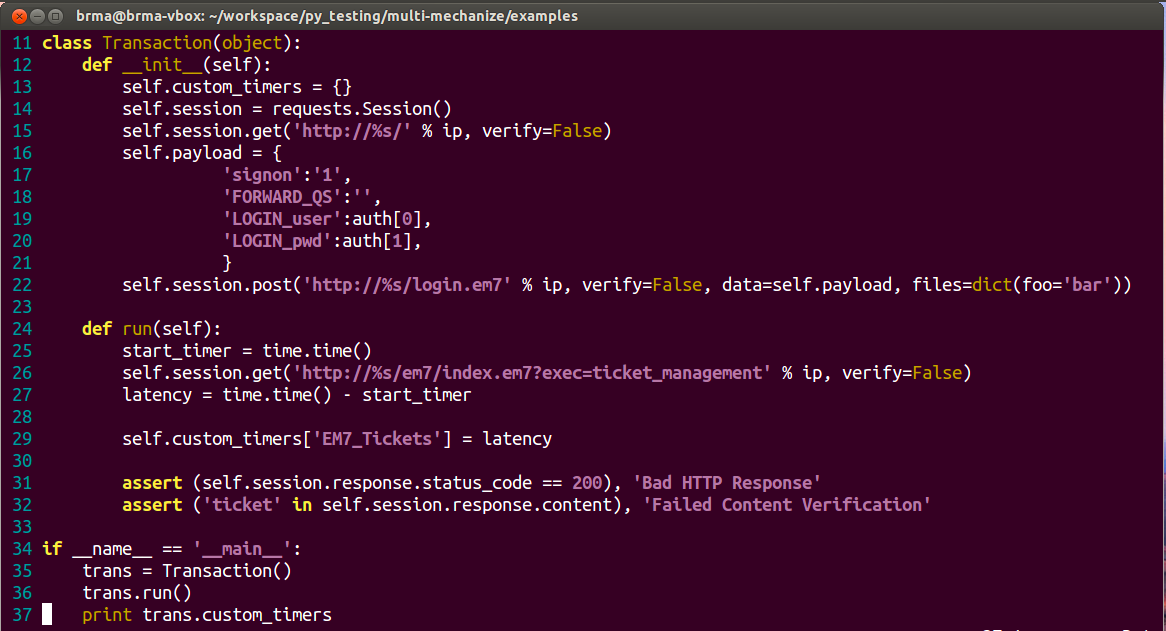 brma@brma-vbox: ~/workspace/py_testing/multi-mechanize/examples
11 class Transaction(object):
12     def __init__(self):
13         self.custom_timers = {}
14         self.session = requests.Session()
15         self.session.get('http://%s/' % ip, verify=False)
16         self.payload = {
17                   'signon':'1',
18                   'FORWARD_QS':'',
19                   'LOGIN_user':auth[0],
20                   'LOGIN_pwd':auth[1],
21                   }
22         self.session.post('http://%s/login.em7' % ip, verify=False, data=self.payload, files=dict(foo='bar'))
23
24     def run(self):
25         start_timer = time.time()
26         self.session.get('http://%s/em7/index.em7?exec=ticket_management' % ip, verify=False)
27         latency = time.time() - start_timer
28
29         self.custom_timers['EM7_Tickets'] = latency
30
31         assert (self.session.response.status_code == 200), 'Bad HTTP Response'
32         assert ('ticket' in self.session.response.content), 'Failed Content Verification'
33
34 if __name__ == '__main__':
35     trans = Transaction()
36     trans.run()
37     print trans.custom_timers